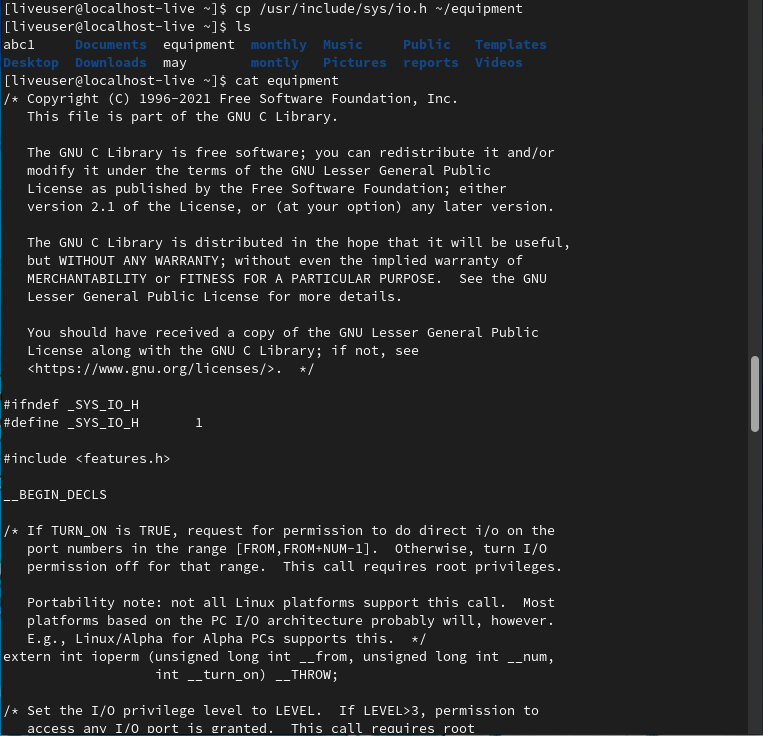 [liveuser@localhost-live ~]$ cp /usr/include/sys/io.h ~/equipment
[liveuser@localhost-live ~]$ ls
abc1     Documents  equipment  monthly  Music     Public   Templates
Desktop  Downloads  may        montly   Pictures  reports  Videos
[liveuser@localhost-live ~]$ cat equipment
/* Copyright (C) 1996-2021 Free Software Foundation, Inc.
   This file is part of the GNU C Library.

   The GNU C Library is free software; you can redistribute it and/or
   modify it under the terms of the GNU Lesser General Public
   License as published by the Free Software Foundation; either
   version 2.1 of the License, or (at your option) any later version.

   The GNU C Library is distributed in the hope that it will be useful,
   but WITHOUT ANY WARRANTY; without even the implied warranty of
   MERCHANTABILITY or FITNESS FOR A PARTICULAR PURPOSE.  See the GNU
   Lesser General Public License for more details.

   You should have received a copy of the GNU Lesser General Public
   License along with the GNU C Library; if not, see
   <https://www.gnu.org/licenses/>.  */

#ifndef _SYS_IO_H
#define _SYS_IO_H       1

#include <features.h>

__BEGIN_DECLS

/* If TURN_ON is TRUE, request for permission to do direct i/o on the
   port numbers in the range [FROM,FROM+NUM-1].  Otherwise, turn I/O
   permission off for that range.  This call requires root privileges.

   Portability note: not all Linux platforms support this call.  Most
   platforms based on the PC I/O architecture probably will, however.
   E.g., Linux/Alpha for Alpha PCs supports this.  */
extern int ioperm (unsigned long int __from, unsigned long int __num,
                   int __turn_on) __THROW;

/* Set the I/O privilege level to LEVEL.  If LEVEL>3, permission to
   access any I/O port is granted.  This call requires root